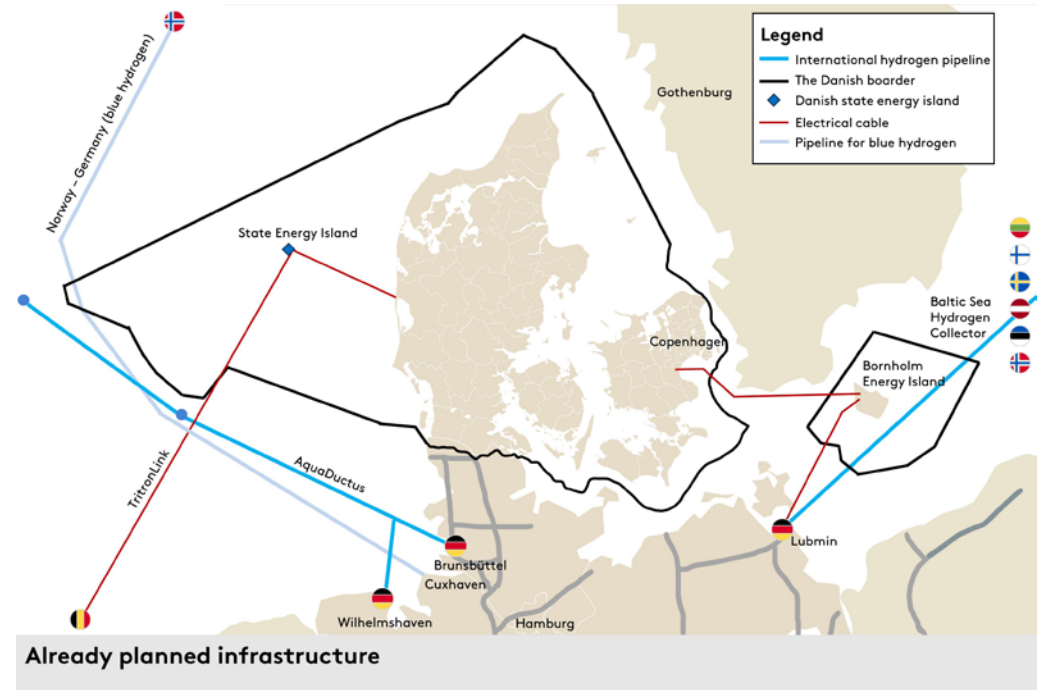 Legend
International hydrogen pipeline
The Danish boarder
Danish state energy island
Electrical cable
Pipeline for blue hydrogen
Norway – Germany (blue hydrogen)
Gothenburg
State Energy Island
Baltic Sea
Hydrogen
Collector
Copenhagen
Bornholm
Energy Island
TritronLink
AquaDuctus
Lubmin
Brunsbüttel
Cuxhaven
Wilhelmshaven
Hamburg
Already planned infrastructure